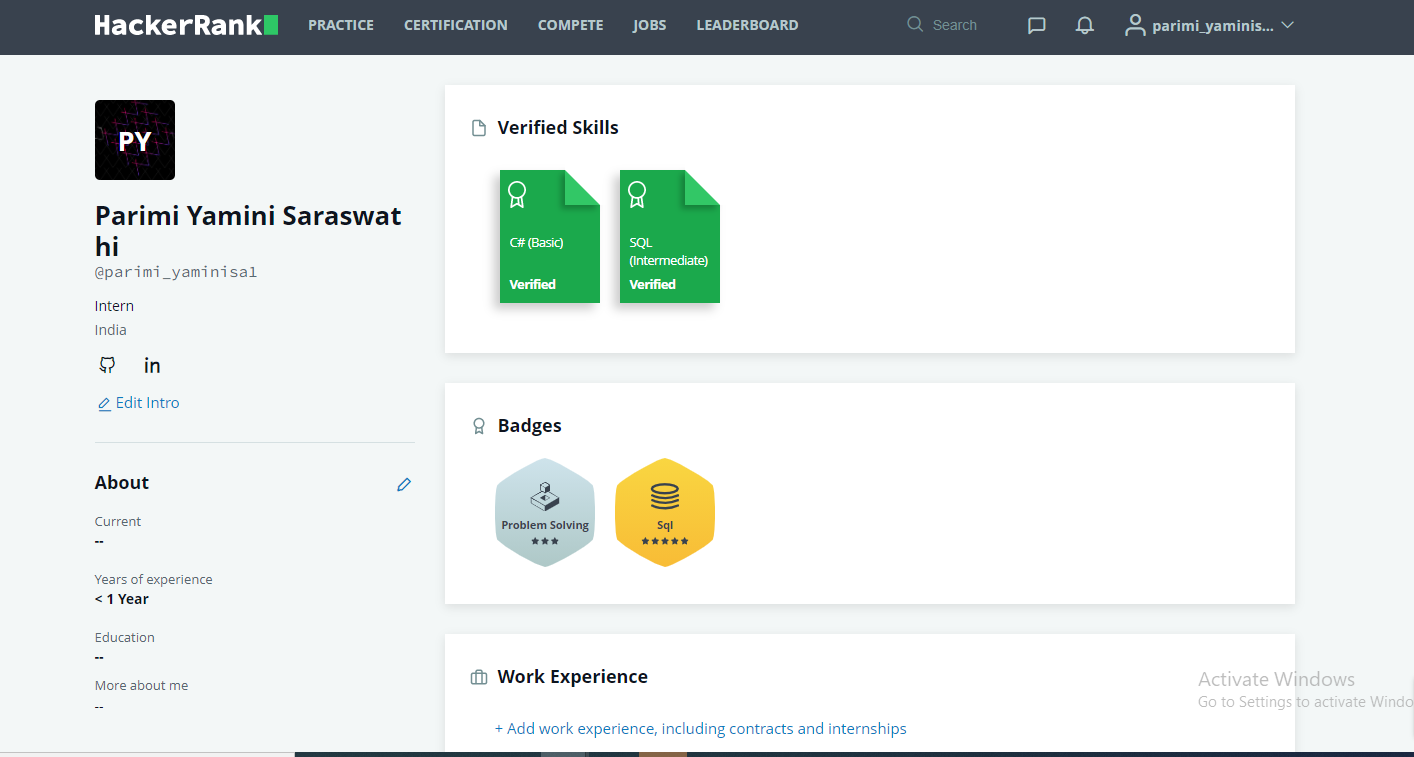 HackerRank PRACTICE CERTIFICATION COMPETE JOBS LEADERBOARD Search parimi_yaminis...
PY
Parimi Yamini Saraswat
hi
@parimi_yaminisa1
Intern
India
in
Edit Intro
About
Current
--
Years of experience
< 1 Year
Education
--
More about me
--
Verified Skills
C# (Basic)
Verified
SQL
(Intermediate)
Verified
Badges
Problem Solving
Sql
Work Experience
+ Add work experience, including contracts and internships
Activate Windows
Go to Settings to activate Windo